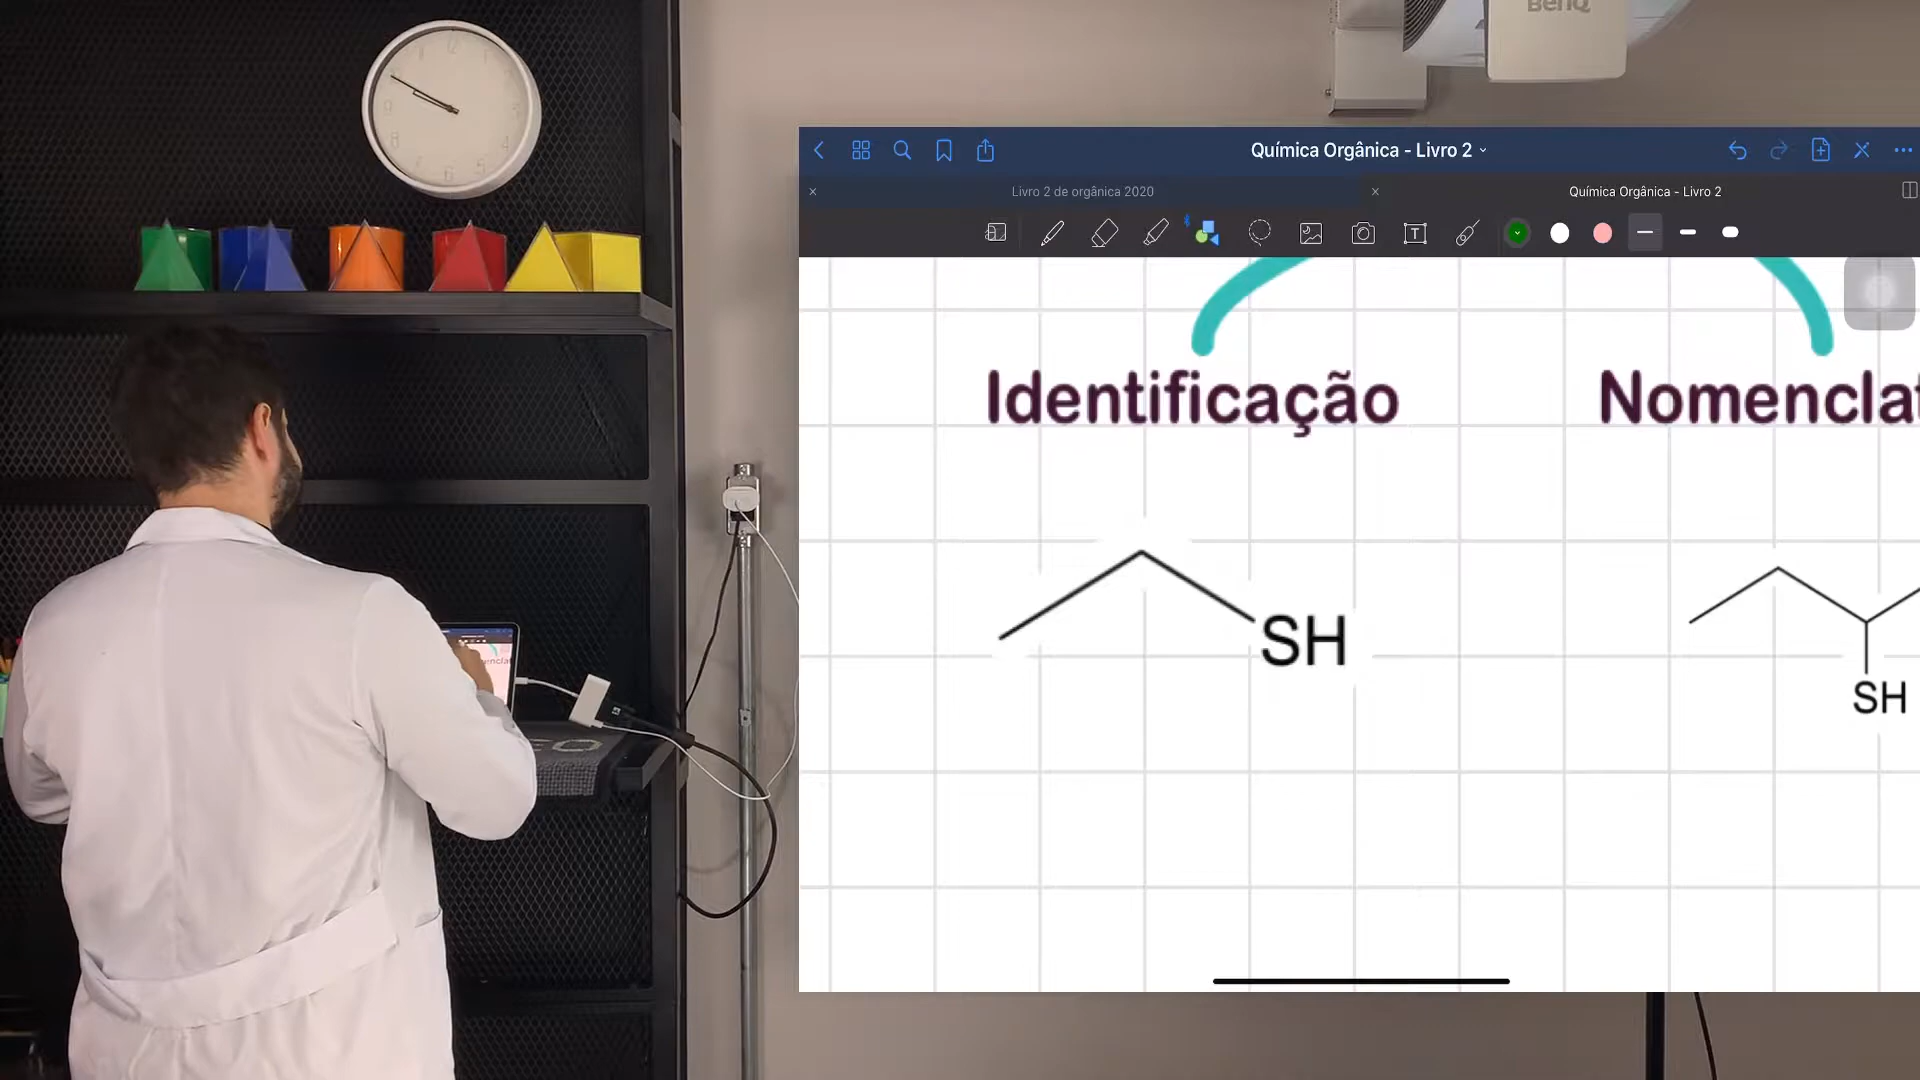 BenQ
Química Orgânica - Livro 2
Livro 2 de orgânica 2020
Química Orgânica - Livro 2
T
Identificação
Nomenclat
SH
SH